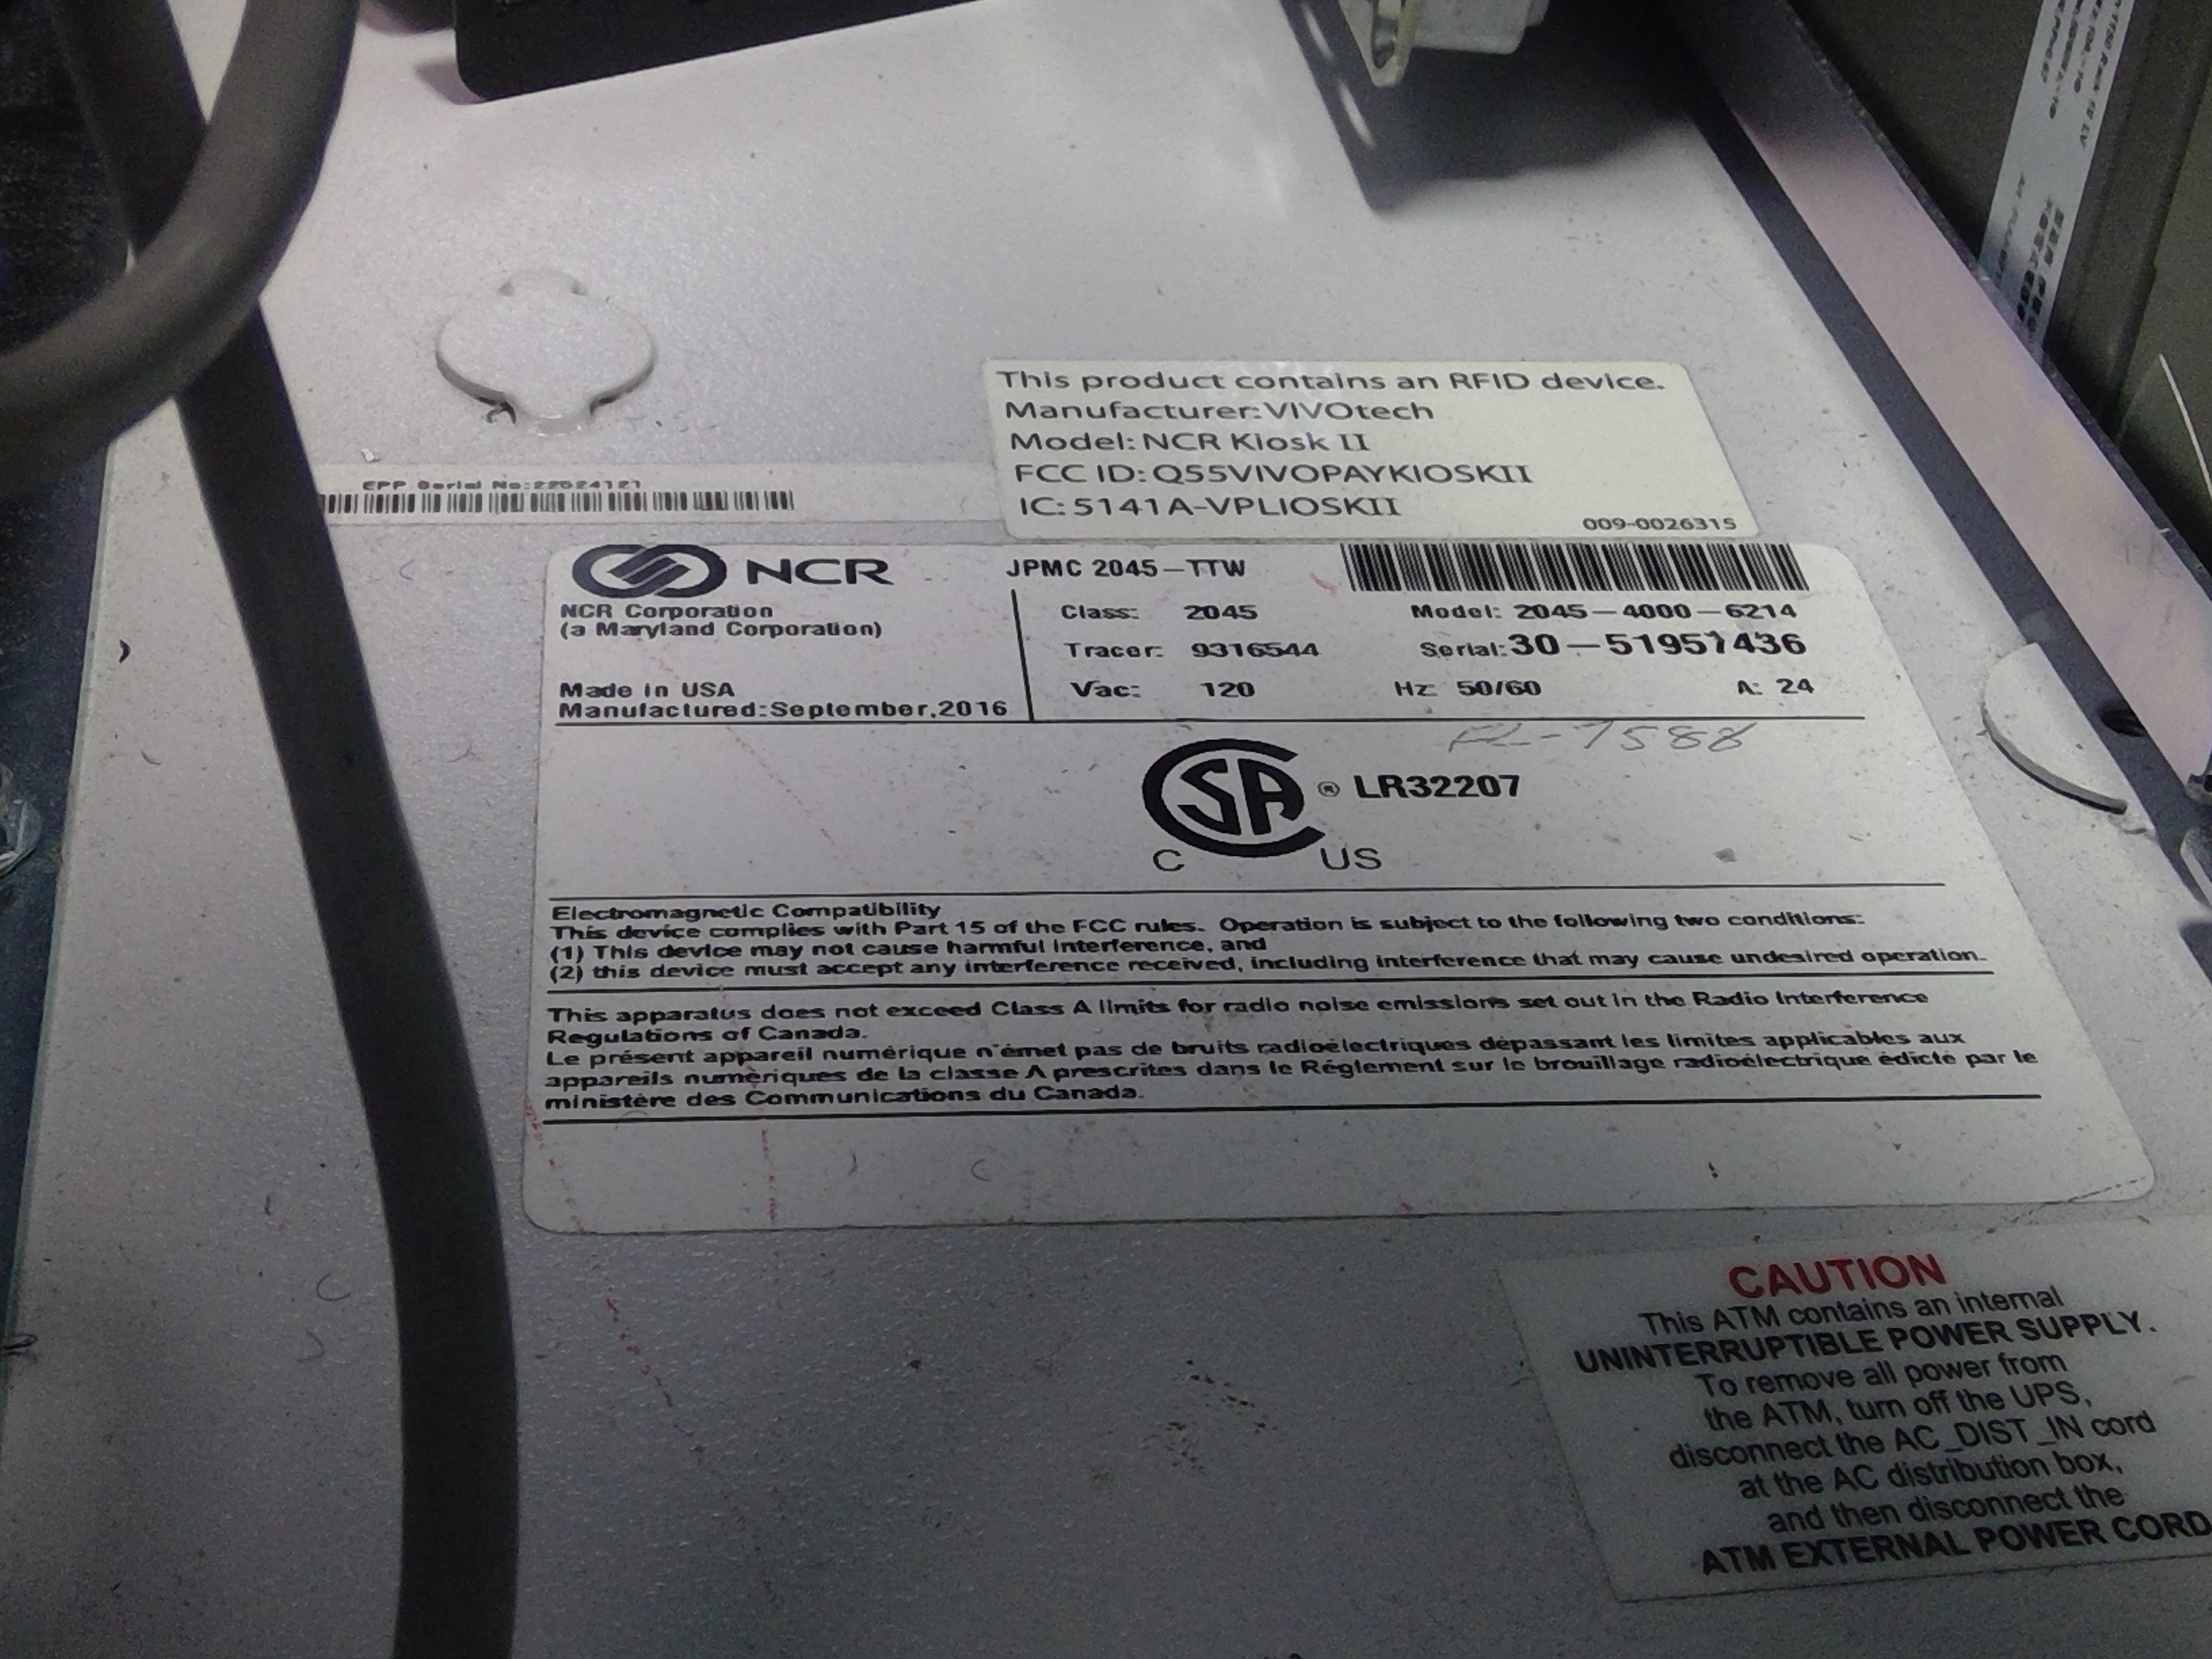 This product contains an RFID device.
Manufacturer: VIVOtech
Model: NCR Kiosk II
FCC ID: Q55VIVOPAYKIOSKII
IC: 5141A-VPLIOSKII
009-0026315
EPP Serial No:22624121
NCR
JPMC 2045-TTW
NCR Corporation
(a Maryland Corporation)
Made in USA
Manufactured:September,2016
Class: 2045
Model: 2045-4000-6214
Tracer: 9316544
Serial: 30-51951436
Vac: 120
Hz: 50/60
A: 24
7588
CSA ® LR32207
C US
Electromagnetic Compatibility
This device complies with Part 15 of the FCC rules. Operation is subject to the following two conditions:
(1) This device may not cause harmful interference, and
(2) this device must accept any interference received, including interference that may cause undesired operation.
This apparatus does not exceed Class A limits for radio noise emissions set out in the Radio Interference
Regulations of Canada.
Le présent appareil numérique n'émet pas de bruits radioélectriques dépassant les limites applicables aux
appareils numériques de la classe A prescrites dans le Réglement sur le brouillage radioélectrique édicté par le
ministère des Communications du Canada.
CAUTION
This ATM contains an internal
UNINTERRUPTIBLE POWER SUPPLY.
To remove all power from
the ATM, turn off the UPS,
disconnect the AC_DIST_IN cord
at the AC distribution box,
and then disconnect the
ATM EXTERNAL POWER CORD